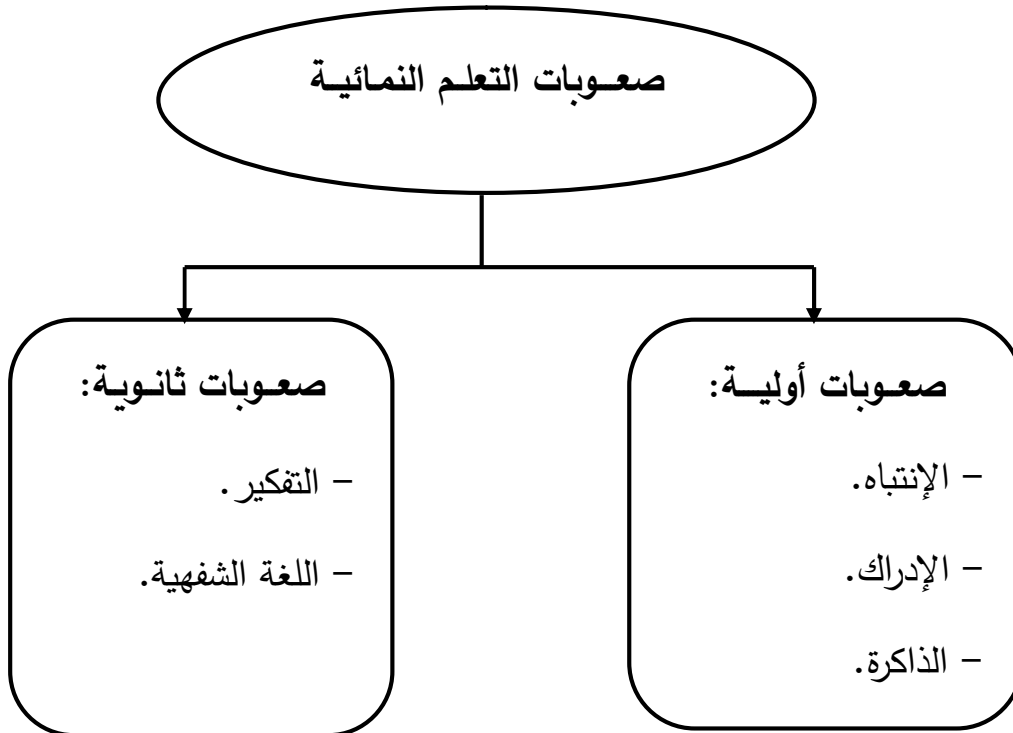 صعوبات التعلم النمائية
صعوبات أولية:
- الإنتباه.
- الإدراك.
- الذاكرة.
صعوبات ثانوية:
- التفكير.
- اللغة الشفهية.